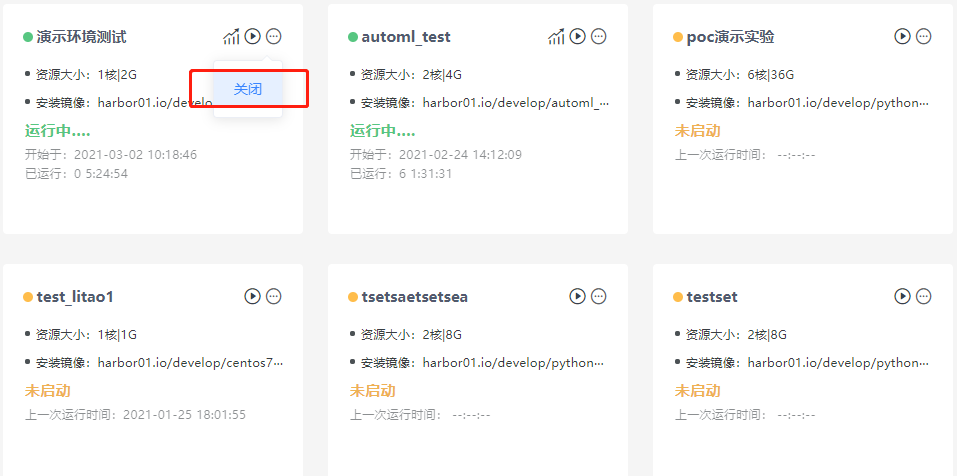 演示环境测试
资源大小：1核|2G
关闭
安装镜像：harbor01.io/develo
运行中....
开始于：2021-03-02 10:18:46
已运行：0 5:24:54
automl_test
资源大小：2核|4G
安装镜像：harbor01.io/develop/automl_···
运行中....
开始于：2021-02-24 14:12:09
已运行：6 1:31:31
poc演示实验
资源大小：6核|36G
安装镜像：harbor01.io/develop/python···
未启动
上一次运行时间： --:--:--
test_litao1
资源大小：1核|1G
安装镜像：harbor01.io/develop/centos7···
未启动
上一次运行时间：2021-01-25 18:01:55
tsetsaetsetsea
资源大小：2核|8G
安装镜像：harbor01.io/develop/python···
未启动
上一次运行时间： --:--:--
testset
资源大小：2核|8G
安装镜像：harbor01.io/develop/python···
未启动
上一次运行时间： --:--:--